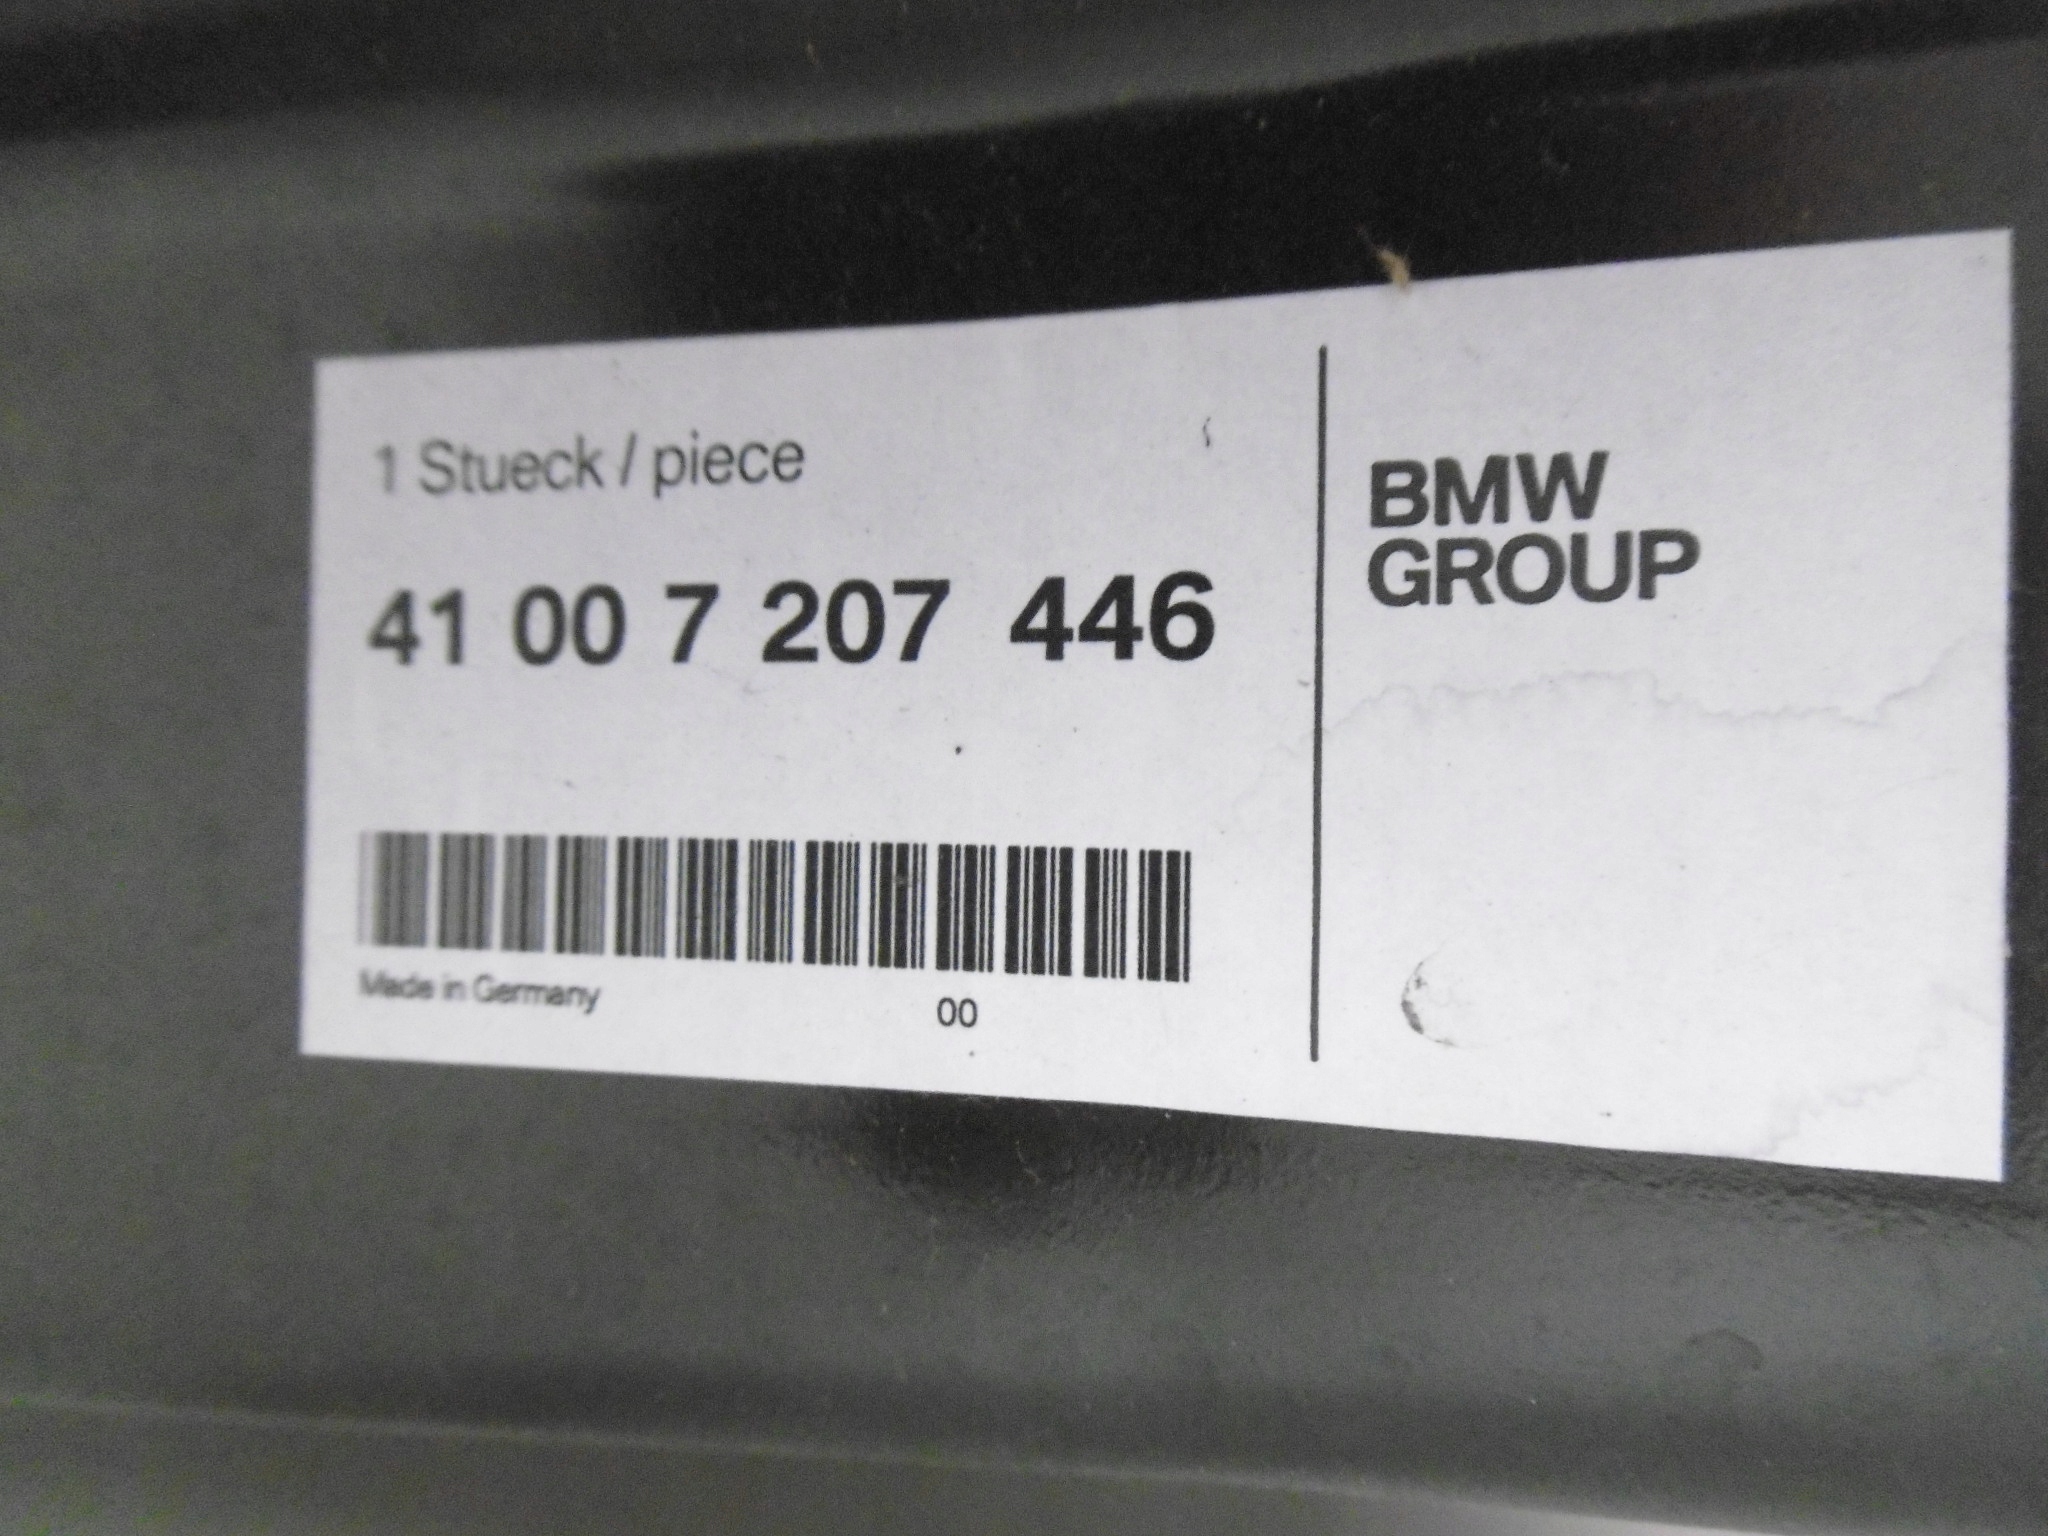 1 Stueck / piece
41 00 7 207 446
Made in Germany
00
BMW
GROUP